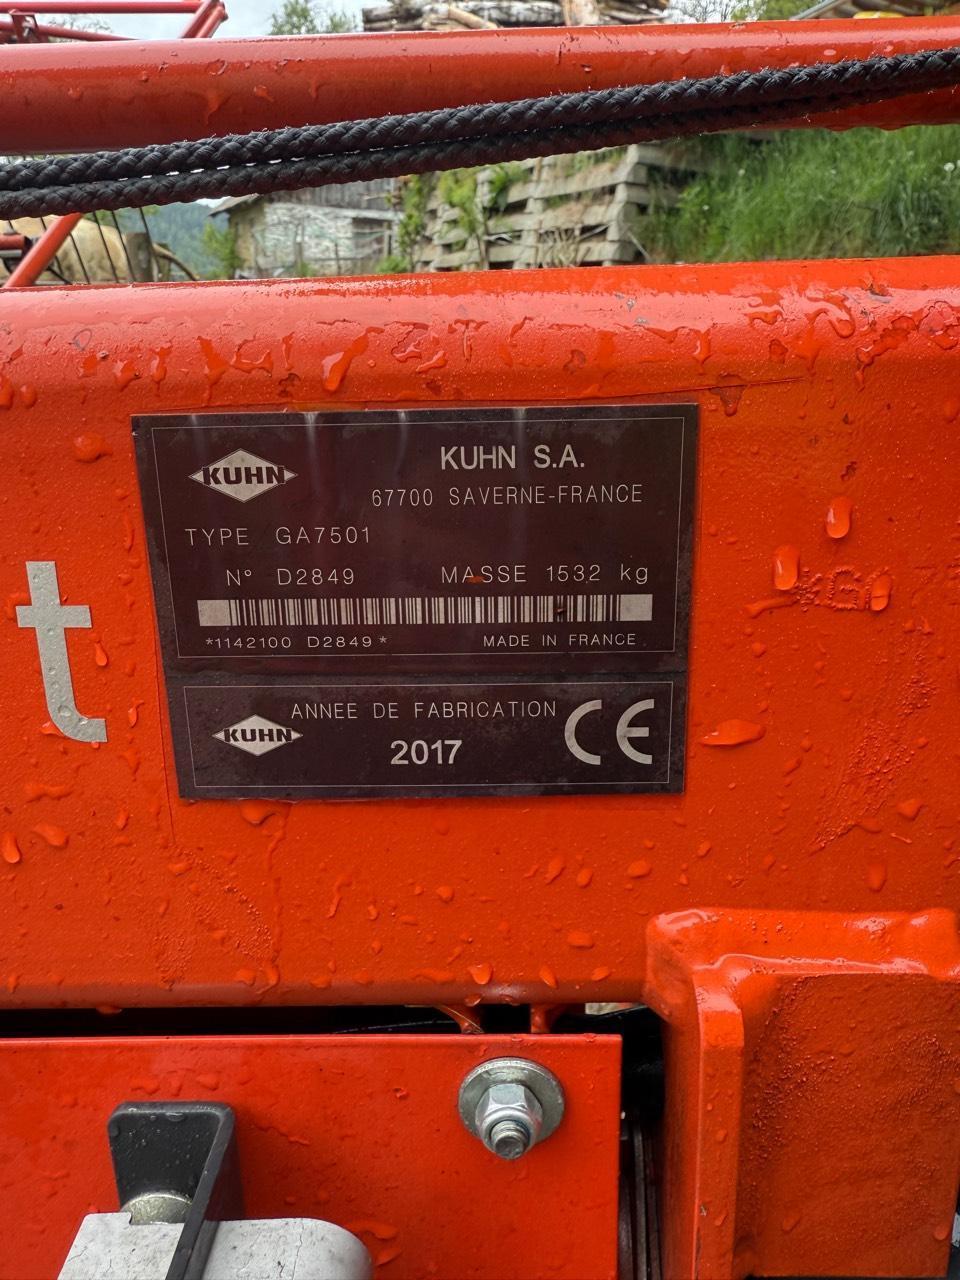 KUHN
KUHN S.A.
67700 SAVERNE-FRANCE
TYPE GA7501
N° D2849 MASSE 1532 kg
*1142100 D2849*
MADE IN FRANCE
t
KUHN
ANNEE DE FABRICATION
2017
CE